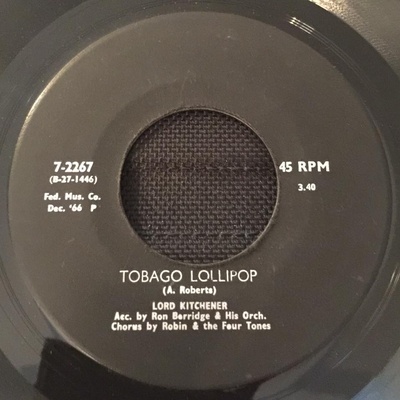 7-2267
(B-27-1446)
Fed. Mus. Co.
Dec. '66 P
45 RPM
3.40
TOBAGO LOLLIPOP
(A. Roberts)
LORD KITCHENER
Acc. by Ron Berridge & His Orch.
Chorus by Robin & the Four Tones